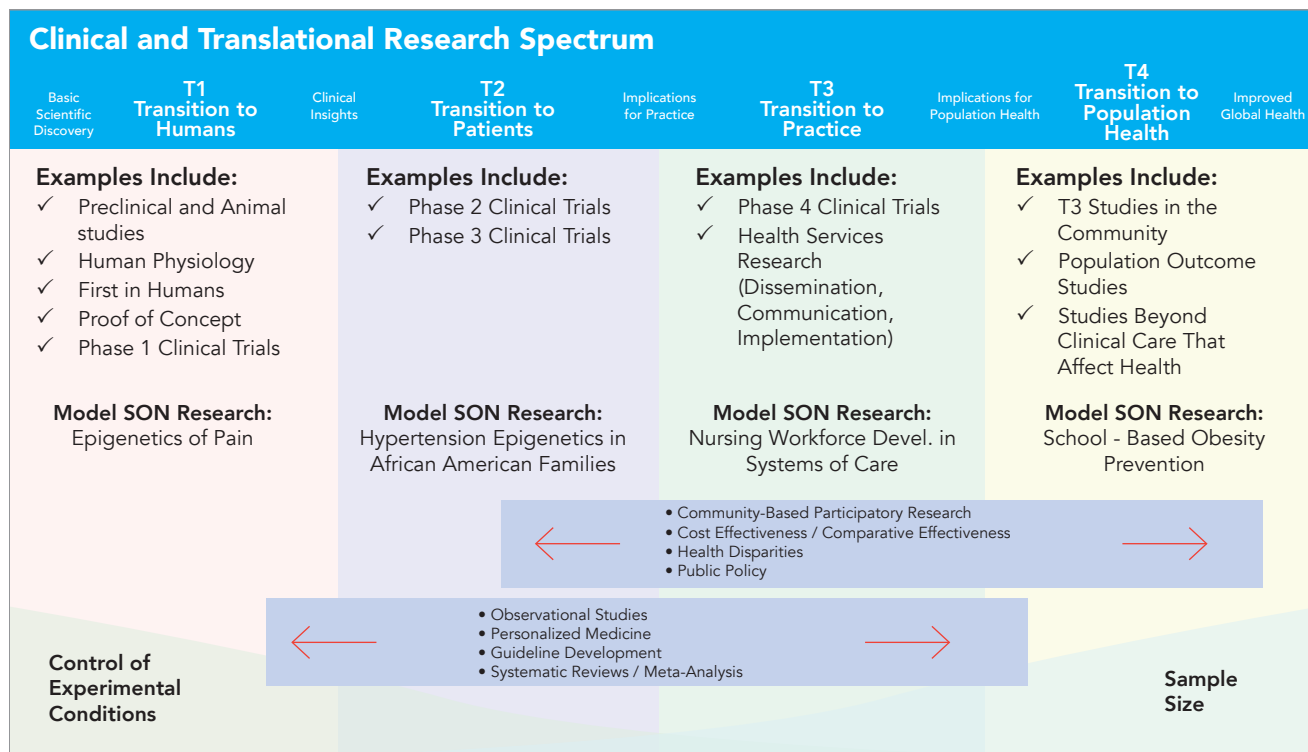 Clinical and Translational Research Spectrum
Basic
Scientific
Discovery
T1
Transition to
Humans
Clinical
Insights
T2
Transition to
Patients
Implications
for Practice
T3
Transition to
Practice
Implications for
Population Health
T4
Transition to
Population
Health
Improved
Global Health
Examples Include:
✓ Preclinical and Animal
studies
✓ Human Physiology
✓ First in Humans
✓ Proof of Concept
✓ Phase 1 Clinical Trials
Model SON Research:
Epigenetics of Pain
Examples Include:
✓ Phase 2 Clinical Trials
✓ Phase 3 Clinical Trials
Model SON Research:
Hypertension Epigenetics in
African American Families
Examples Include:
✓ Phase 4 Clinical Trials
✓ Health Services
Research
(Dissemination,
Communication,
Implementation)
Model SON Research:
Nursing Workforce Devel. in
Systems of Care
Examples Include:
✓ T3 Studies in the
Community
✓ Population Outcome
Studies
✓ Studies Beyond
Clinical Care That
Affect Health
Model SON Research:
School - Based Obesity
Prevention
• Community-Based Participatory Research
• Cost Effectiveness / Comparative Effectiveness
• Health Disparities
• Public Policy
• Observational Studies
• Personalized Medicine
• Guideline Development
• Systematic Reviews / Meta-Analysis
Control of
Experimental
Conditions
Sample
Size